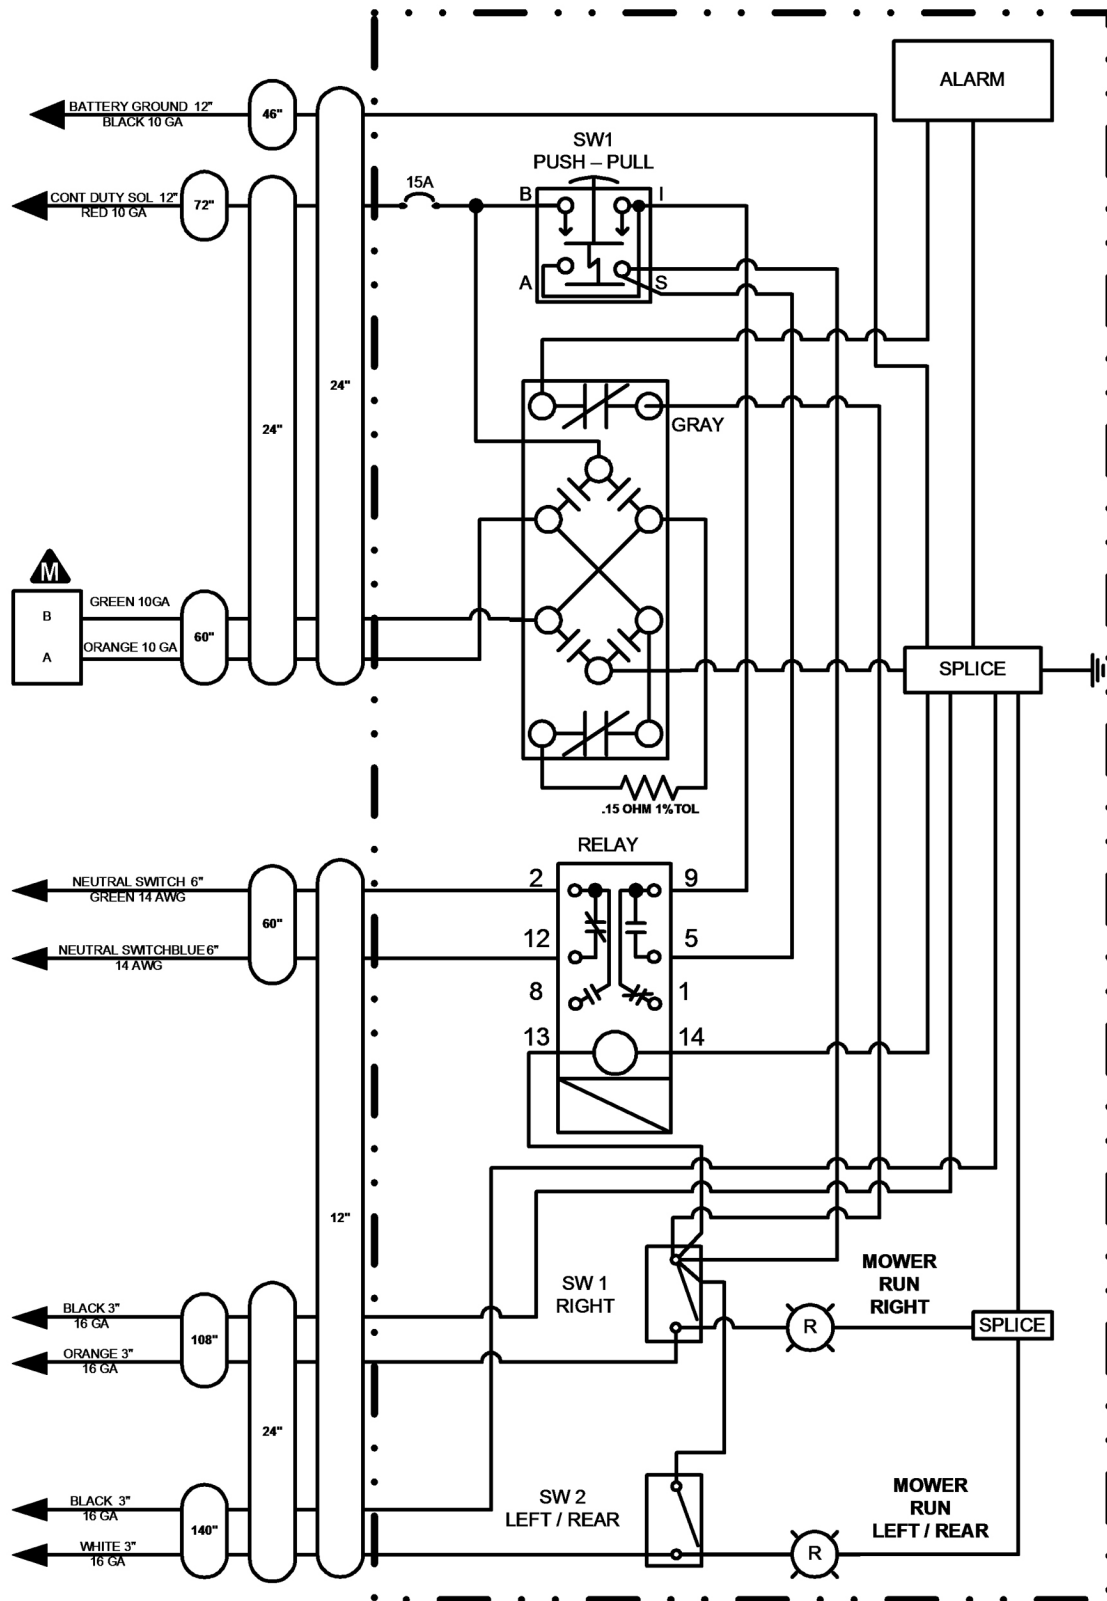 ALARM
BATTERY GROUND 12"
BLACK 10 GA
46"
SW1
PUSH – PULL
CONT DUTY SOL 12"
RED 10 GA
72"
15A
B
I
A
S
24"
24"
GRAY
M
B
GREEN 10GA
A
ORANGE 10 GA
60"
SPLICE
.15 OHM 1%TOL
RELAY
NEUTRAL SWITCH 6"
GREEN 14 AWG
2
9
60"
NEUTRAL SWITCHBLUE 6"
14 AWG
12
5
8
1
13
14
12"
SW 1
RIGHT
MOWER
RUN
RIGHT
BLACK 3"
16 GA
108"
ORANGE 3"
16 GA
R
SPLICE
24"
BLACK 3"
16 GA
140"
WHITE 3"
16 GA
SW 2
LEFT / REAR
MOWER
RUN
LEFT / REAR
R